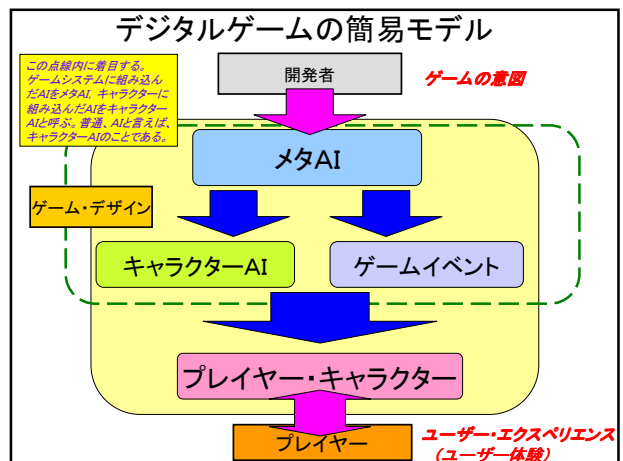 デジタルゲームの簡易モデル
この点線内に着目する。
ゲームシステムに組み込ん
だAIをメタAI、キャラクターに
組み込んだAIをキャラクター
AIと呼ぶ。普通、AIと言えば、
キャラクターAIのことである。
開発者
ゲームの意図
メタAI
ゲーム・デザイン
キャラクターAI
ゲームイベント
プレイヤー・キャラクター
プレイヤー
ユーザー・エクスペリエンス
（ユーザー体験）